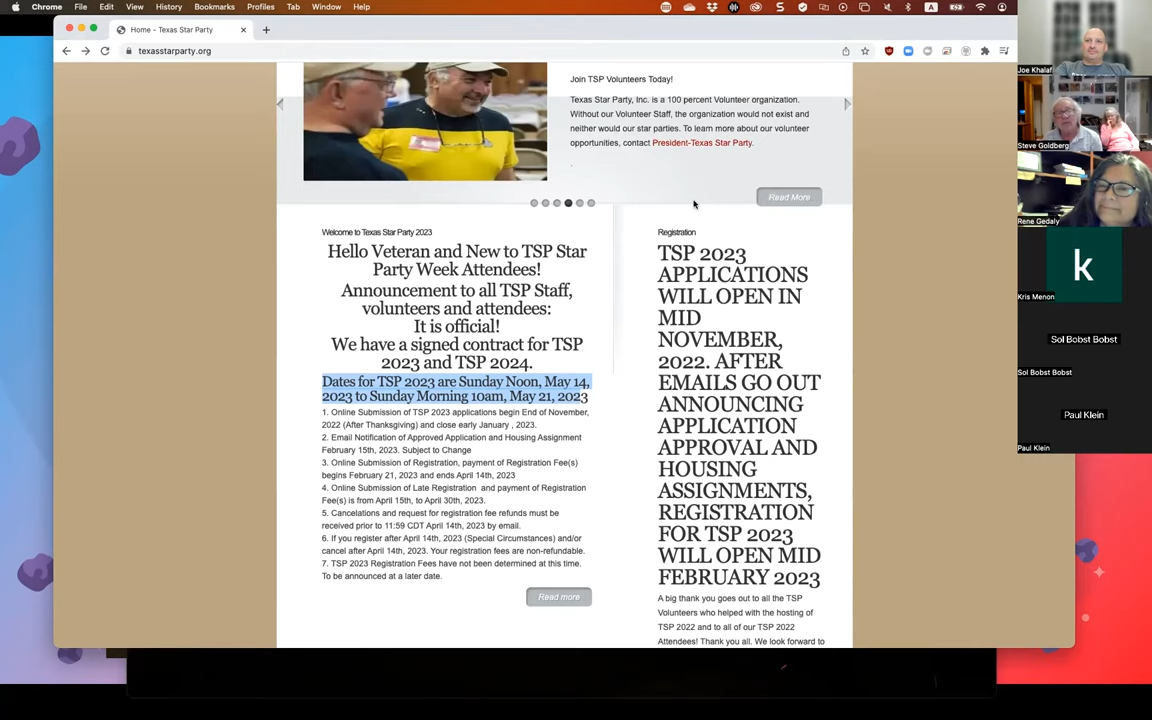 Chrome File Edit View History Bookmarks Profiles Tab Window Help
Home - Texas Star Party
texasstarparty.org
Join TSP Volunteers Today!
Texas Star Party, Inc. is a 100 percent Volunteer organization.
Without our Volunteer Staff, the organization would not exist and
neither would our star parties. To learn more about our volunteer
opportunities, contact President-Texas Star Party.
.
Read More
Welcome to Texas Star Party 2023
Hello Veteran and New to TSP Star
Party Week Attendees!
Announcement to all TSP Staff,
volunteers and attendees:
It is official!
We have a signed contract for TSP
2023 and TSP 2024.
Dates for TSP 2023 are Sunday Noon, May 14,
2023 to Sunday Morning 10am, May 21, 2023
1. Online Submission of TSP 2023 applications begin End of November,
2022 (After Thanksgiving) and close early January , 2023.
2. Email Notification of Approved Application and Housing Assignment
February 15th, 2023. Subject to Change
3. Online Submission of Registration, payment of Registration Fee(s)
begins February 21, 2023 and ends April 14th, 2023
4. Online Submission of Late Registration and payment of Registration
Fee(s) is from April 15th, to April 30th, 2023.
5. Cancelations and request for registration fee refunds must be
received prior to 11:59 CDT April 14th, 2023 by email.
6. If you register after April 14th, 2023 (Special Circumstances) and/or
cancel after April 14th, 2023. Your registration fees are non-refundable.
7. TSP 2023 Registration Fees have not been determined at this time.
To be announced at a later date.
Read more
Registration
TSP 2023
APPLICATIONS
WILL OPEN IN
MID
NOVEMBER,
2022. AFTER
EMAILS GO OUT
ANNOUNCING
APPLICATION
APPROVAL AND
HOUSING
ASSIGNMENTS,
REGISTRATION
FOR TSP 2023
WILL OPEN MID
FEBRUARY 2023
A big thank you goes out to all the TSP
Volunteers who helped with the hosting of
TSP 2022 and to all of our TSP 2022
Attendees! Thank you all. We look forward to
Joe Khalaf
Steve Goldberg
Rene Gedaly
k
Kris Menon
Sol Bobst Bobst
Sol Bobst Bobst
Paul Klein
Paul Klein